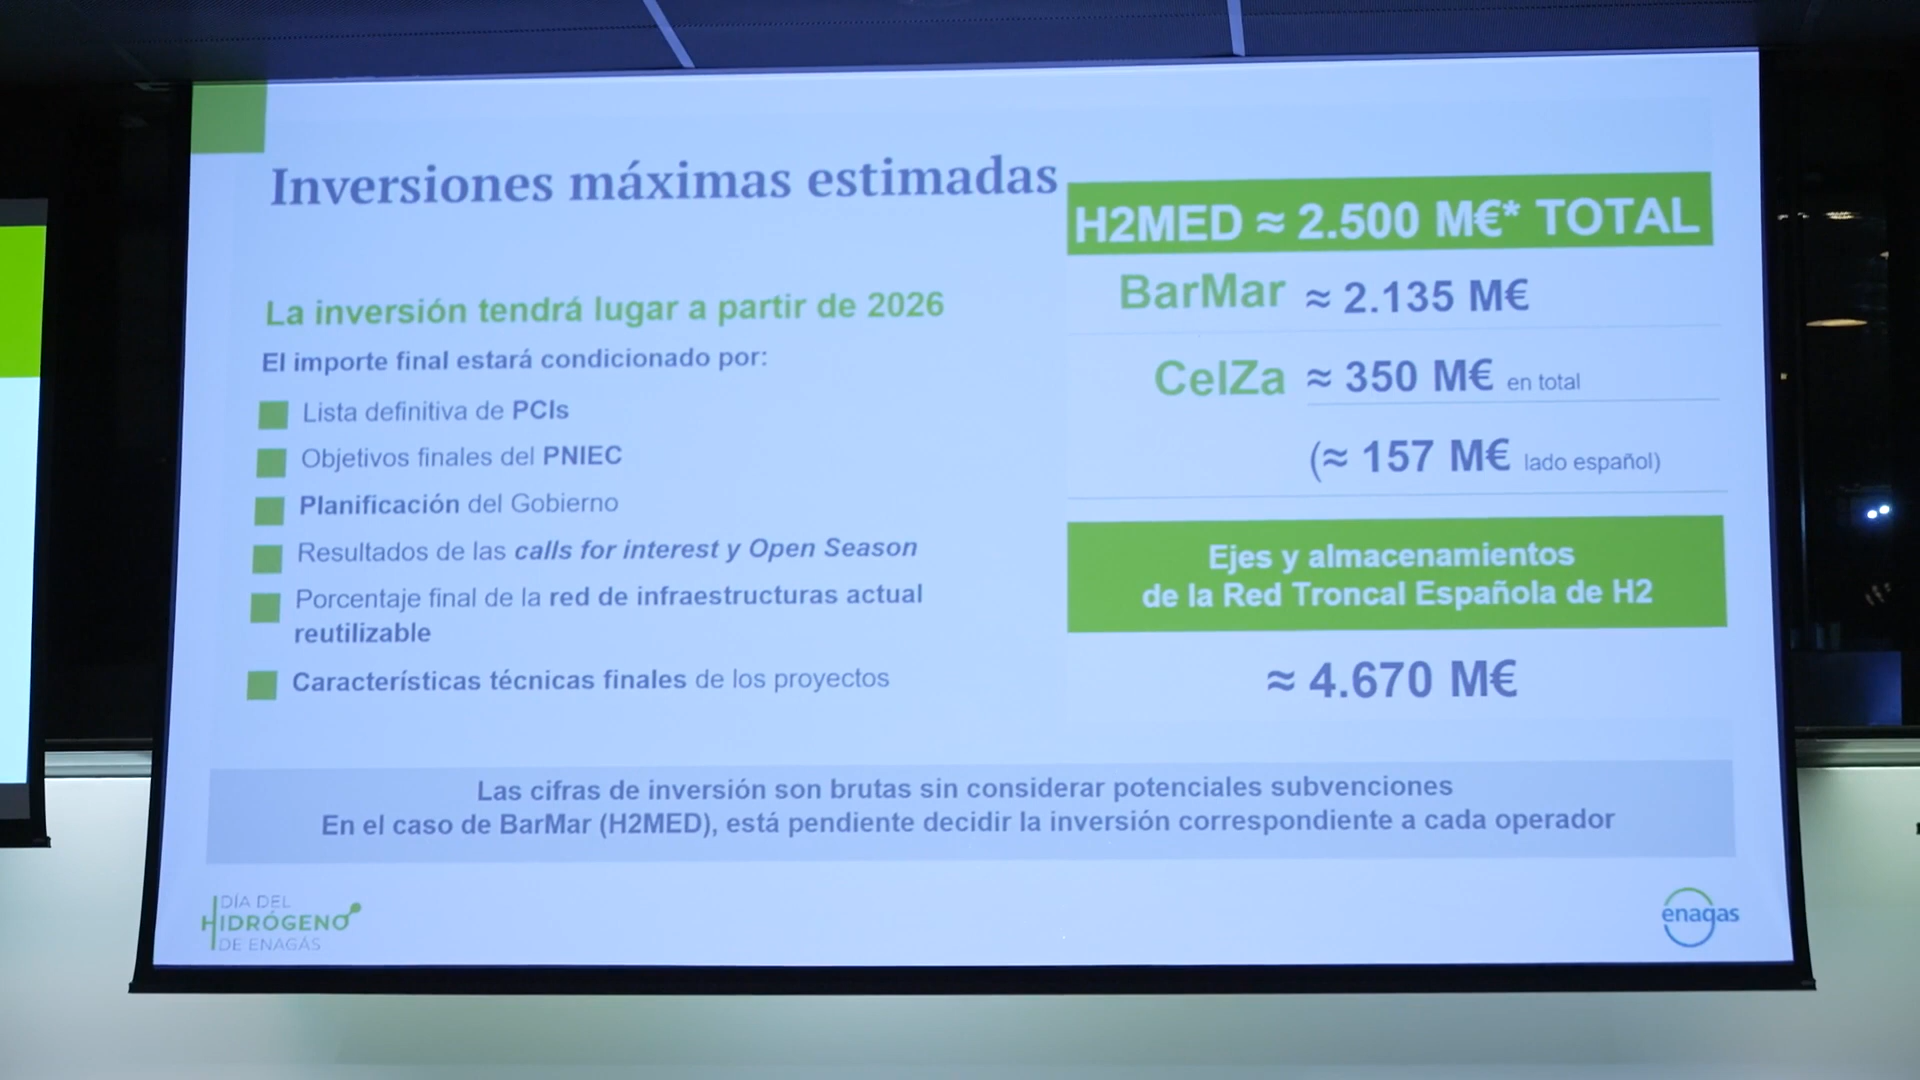 Inversiones máximas estimadas
La inversión tendrá lugar a partir de 2026
El importe final estará condicionado por:
Lista definitiva de PCIs
Objetivos finales del PNIEC
Planificación del Gobierno
Resultados de las calls for interest y Open Season
Porcentaje final de la red de infraestructuras actual
reutilizable
Características técnicas finales de los proyectos
H2MED ≈ 2.500 M€* TOTAL
BarMar ≈ 2.135 M€
CelZa ≈ 350 M€ en total
(≈ 157 M€ lado español)
Ejes y almacenamientos
de la Red Troncal Española de H2
≈ 4.670 M€
Las cifras de inversión son brutas sin considerar potenciales subvenciones
En el caso de BarMar (H2MED), está pendiente decidir la inversión correspondiente a cada operador
DÍA DEL
HIDRÓGENO
DE ENAGÁS
enagas